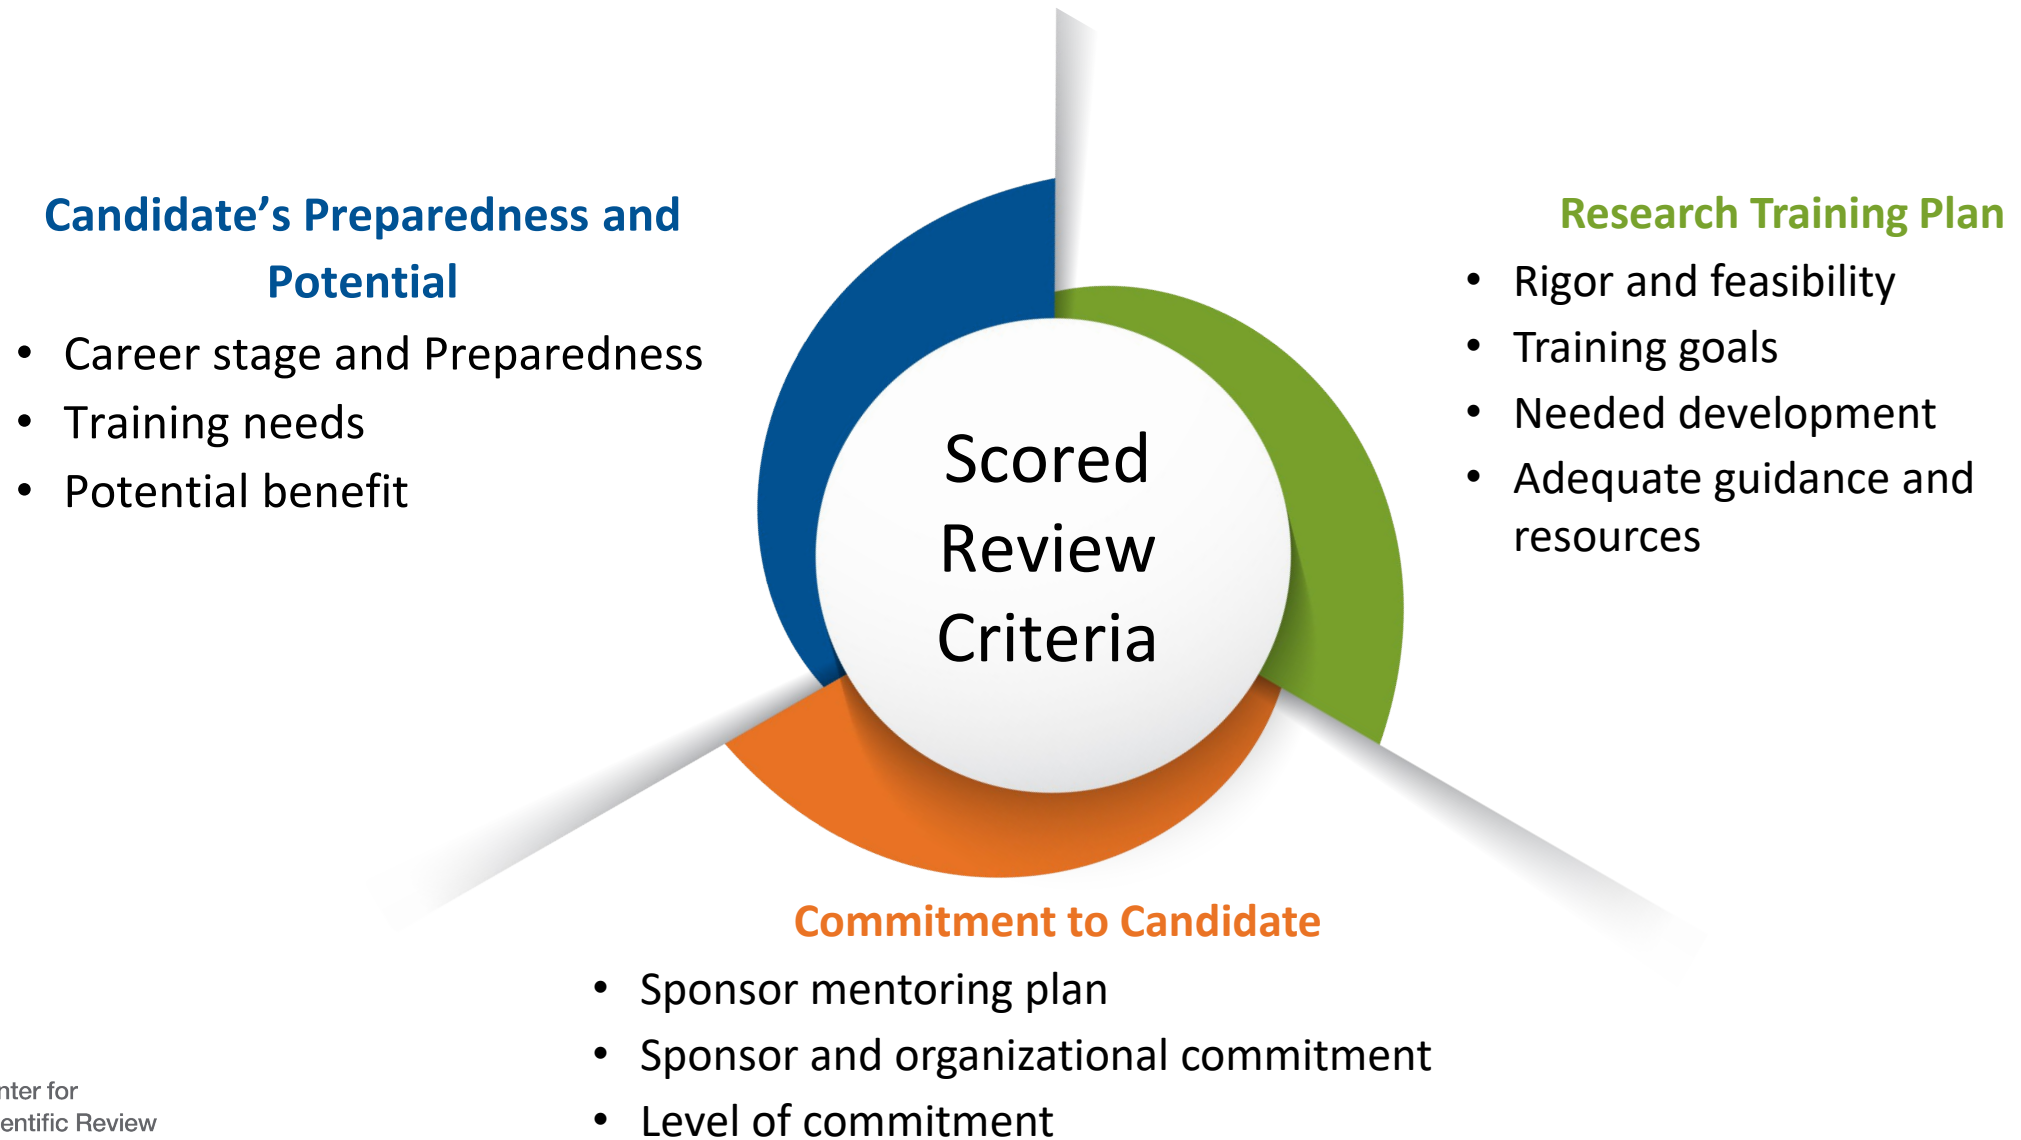 Candidate's Preparedness and
Potential
• Career stage and Preparedness
• Training needs
• Potential benefit
Scored
Review
Criteria
Research Training Plan
• Rigor and feasibility
• Training goals
• Needed development
• Adequate guidance and
resources
Commitment to Candidate
• Sponsor mentoring plan
• Sponsor and organizational commitment
• Level of commitment
nter for
entific Review